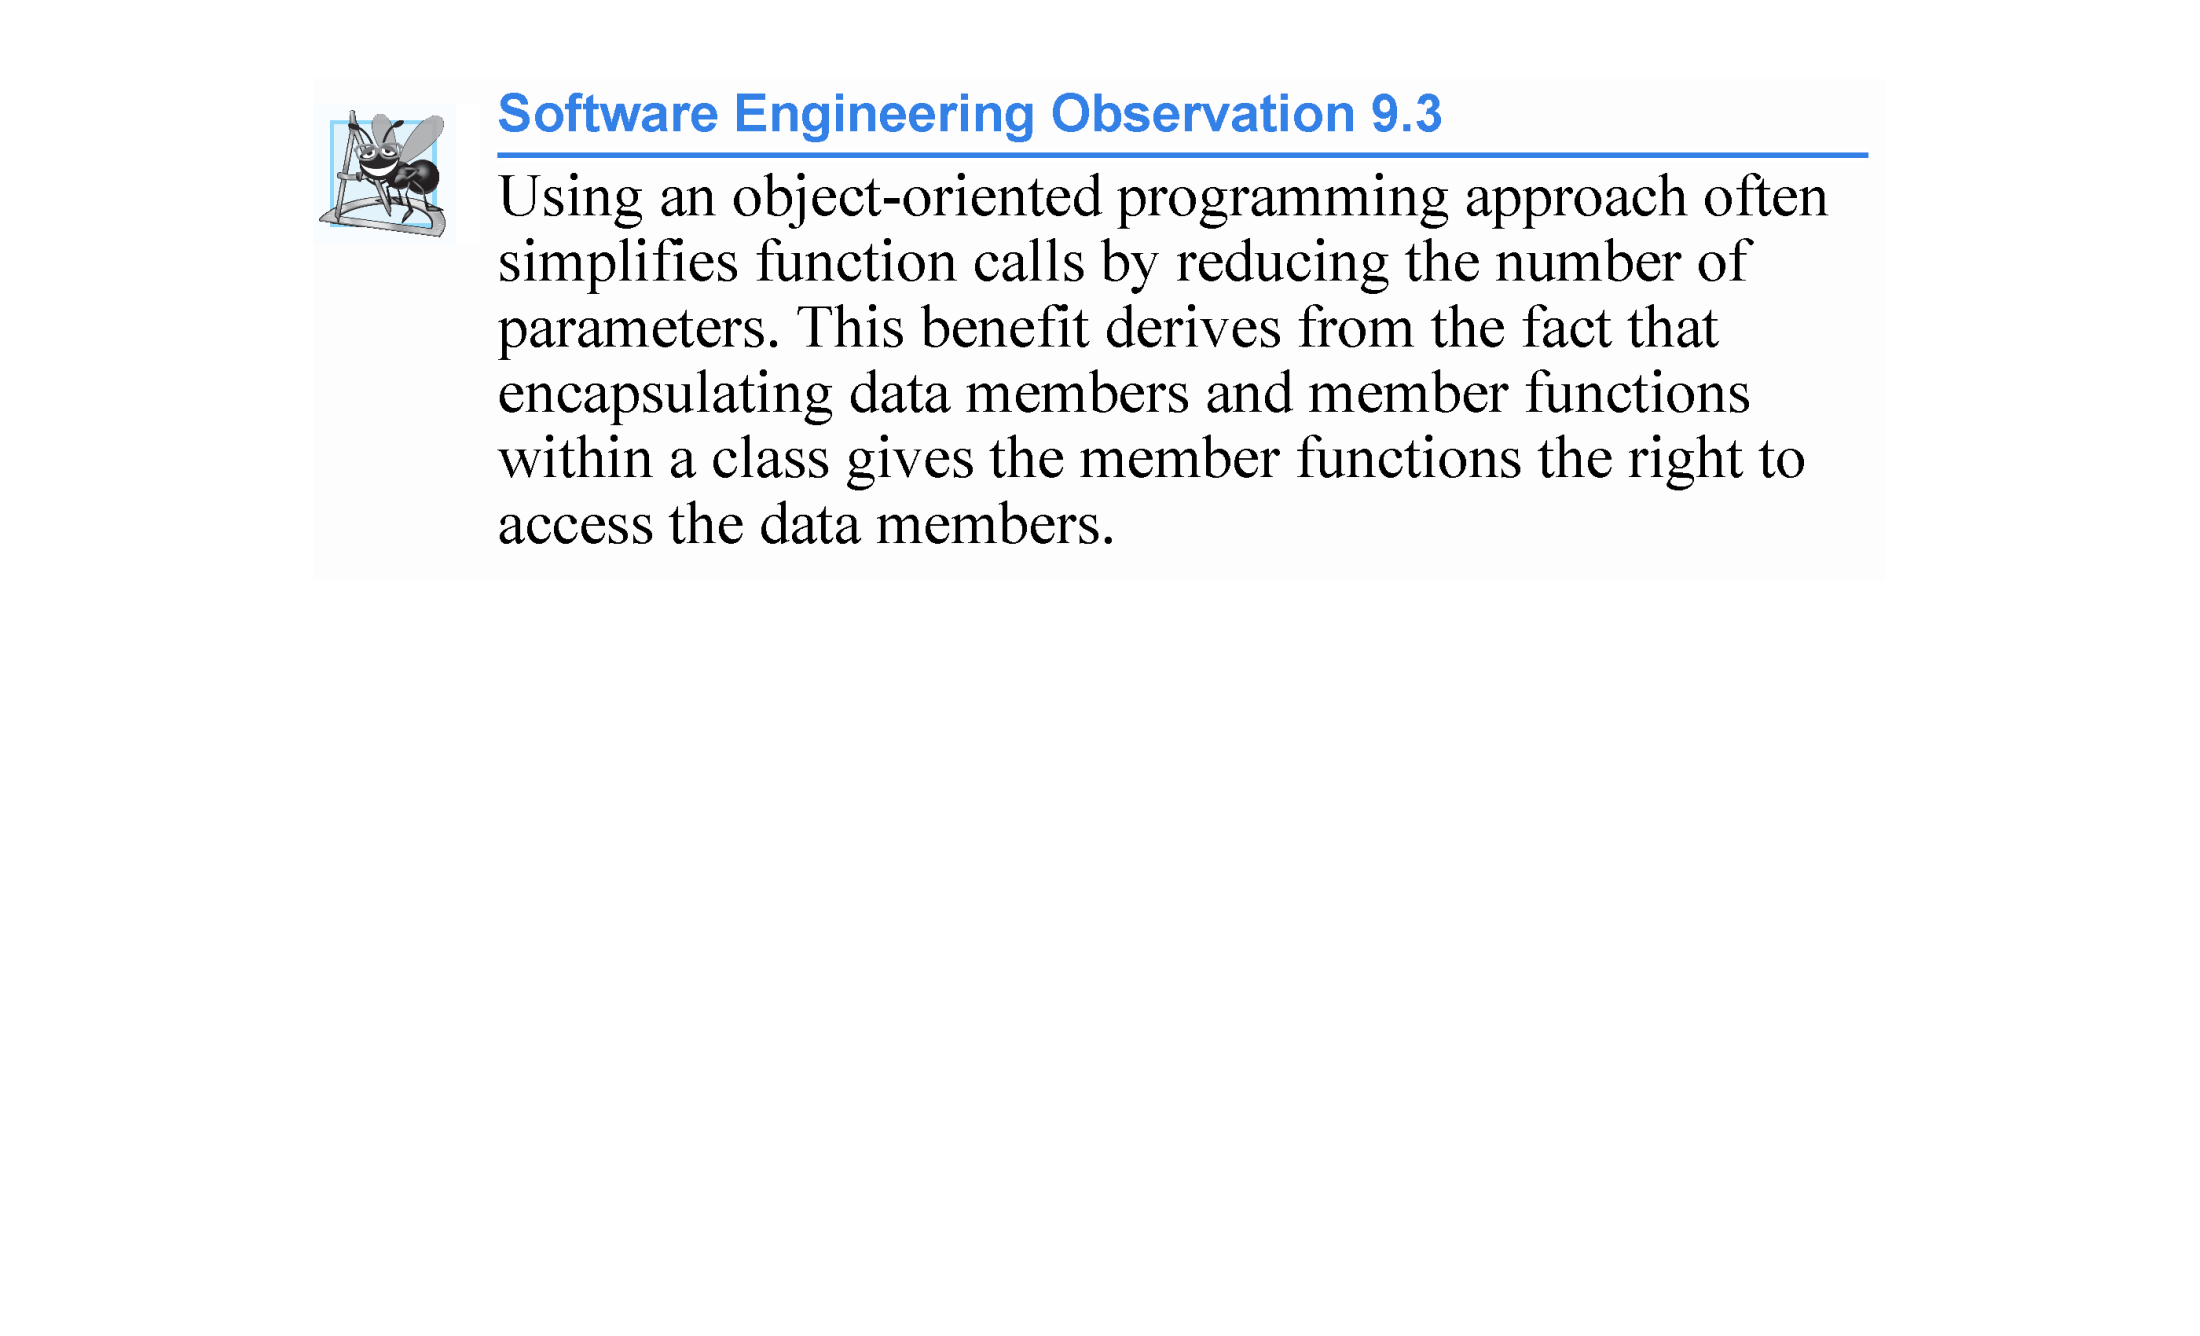 Software Engineering Observation 9.3
Using an object-oriented programming approach often
simplifies function calls by reducing the number of
parameters. This benefit derives from the fact that
encapsulating data members and member functions
within a class gives the member functions the right to
access the data members.